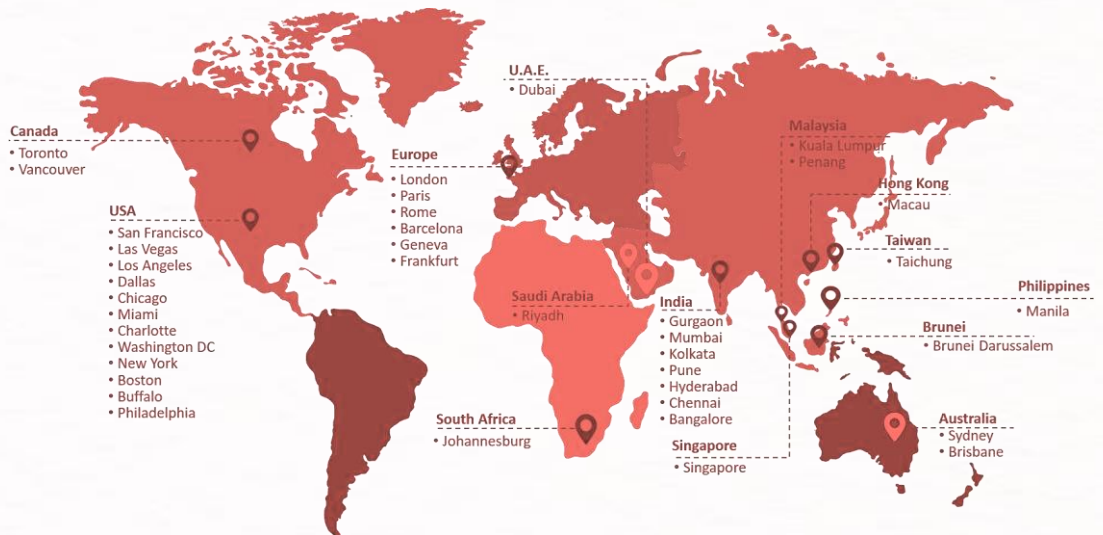 U.A.E.
• Dubai
Canada
• Toronto
• Vancouver
Europe
• London
• Paris
• Rome
• Barcelona
• Geneva
• Frankfurt
Malaysia
• Kuala Lumpur
• Penang
Hong Kong
• Macau
USA
• San Francisco
• Las Vegas
• Los Angeles
• Dallas
• Chicago
• Miami
• Charlotte
• Washington DC
• New York
• Boston
• Buffalo
• Philadelphia
Taiwan
• Taichung
Philippines
• Manila
Saudi Arabia
• Riyadh
India
• Gurgaon
• Mumbai
• Kolkata
• Pune
• Hyderabad
• Chennai
• Bangalore
Brunei
• Brunei Darussalem
South Africa
• Johannesburg
Singapore
• Singapore
Australia
• Sydney
• Brisbane